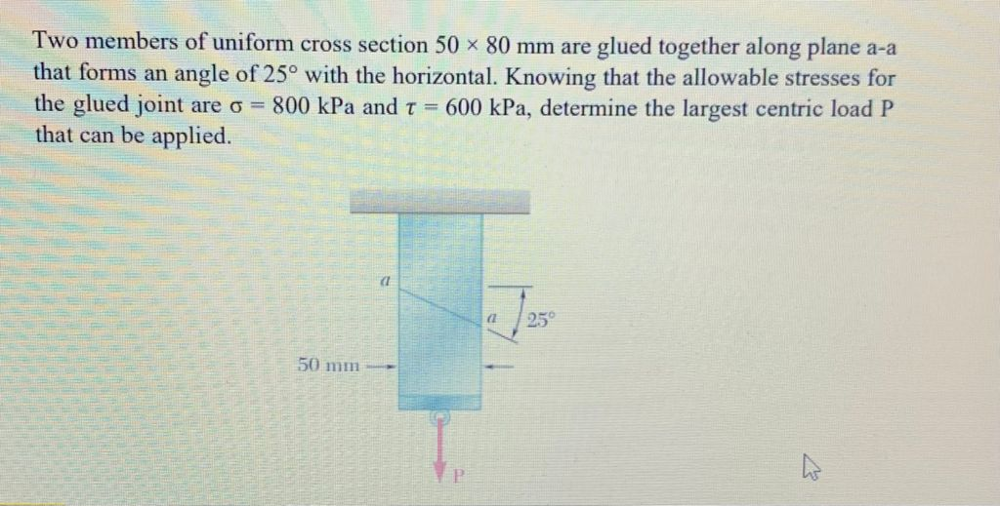 Two members of uniform cross section 50 × 80 mm are glued together along plane a-a
that forms an angle of 25° with the horizontal. Knowing that the allowable stresses for
the glued joint are σ = 800 kPa and τ = 600 kPa, determine the largest centric load P
that can be applied.
a
a
25°
50 mm
P